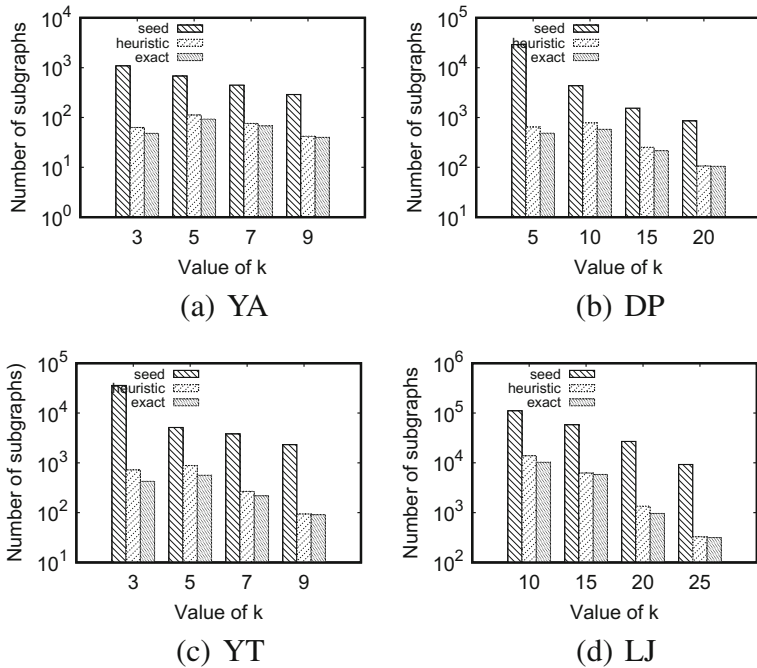 Number of subgraphs
10^4
10^3
10^2
10^1
10^0
seed
heuristic
exact
3 5 7 9
Value of k
(a) YA
Number of subgraphs
10^5
10^4
10^3
10^2
10^1
seed
heuristic
exact
5 10 15 20
Value of k
(b) DP
Number of subgraphs)
10^5
10^4
10^3
10^2
10^1
seed
heuristic
exact
3 5 7 9
Value of k
(c) YT
Number of subgraphs
10^6
10^5
10^4
10^3
10^2
seed
heuristic
exact
10 15 20 25
Value of k
(d) LJ